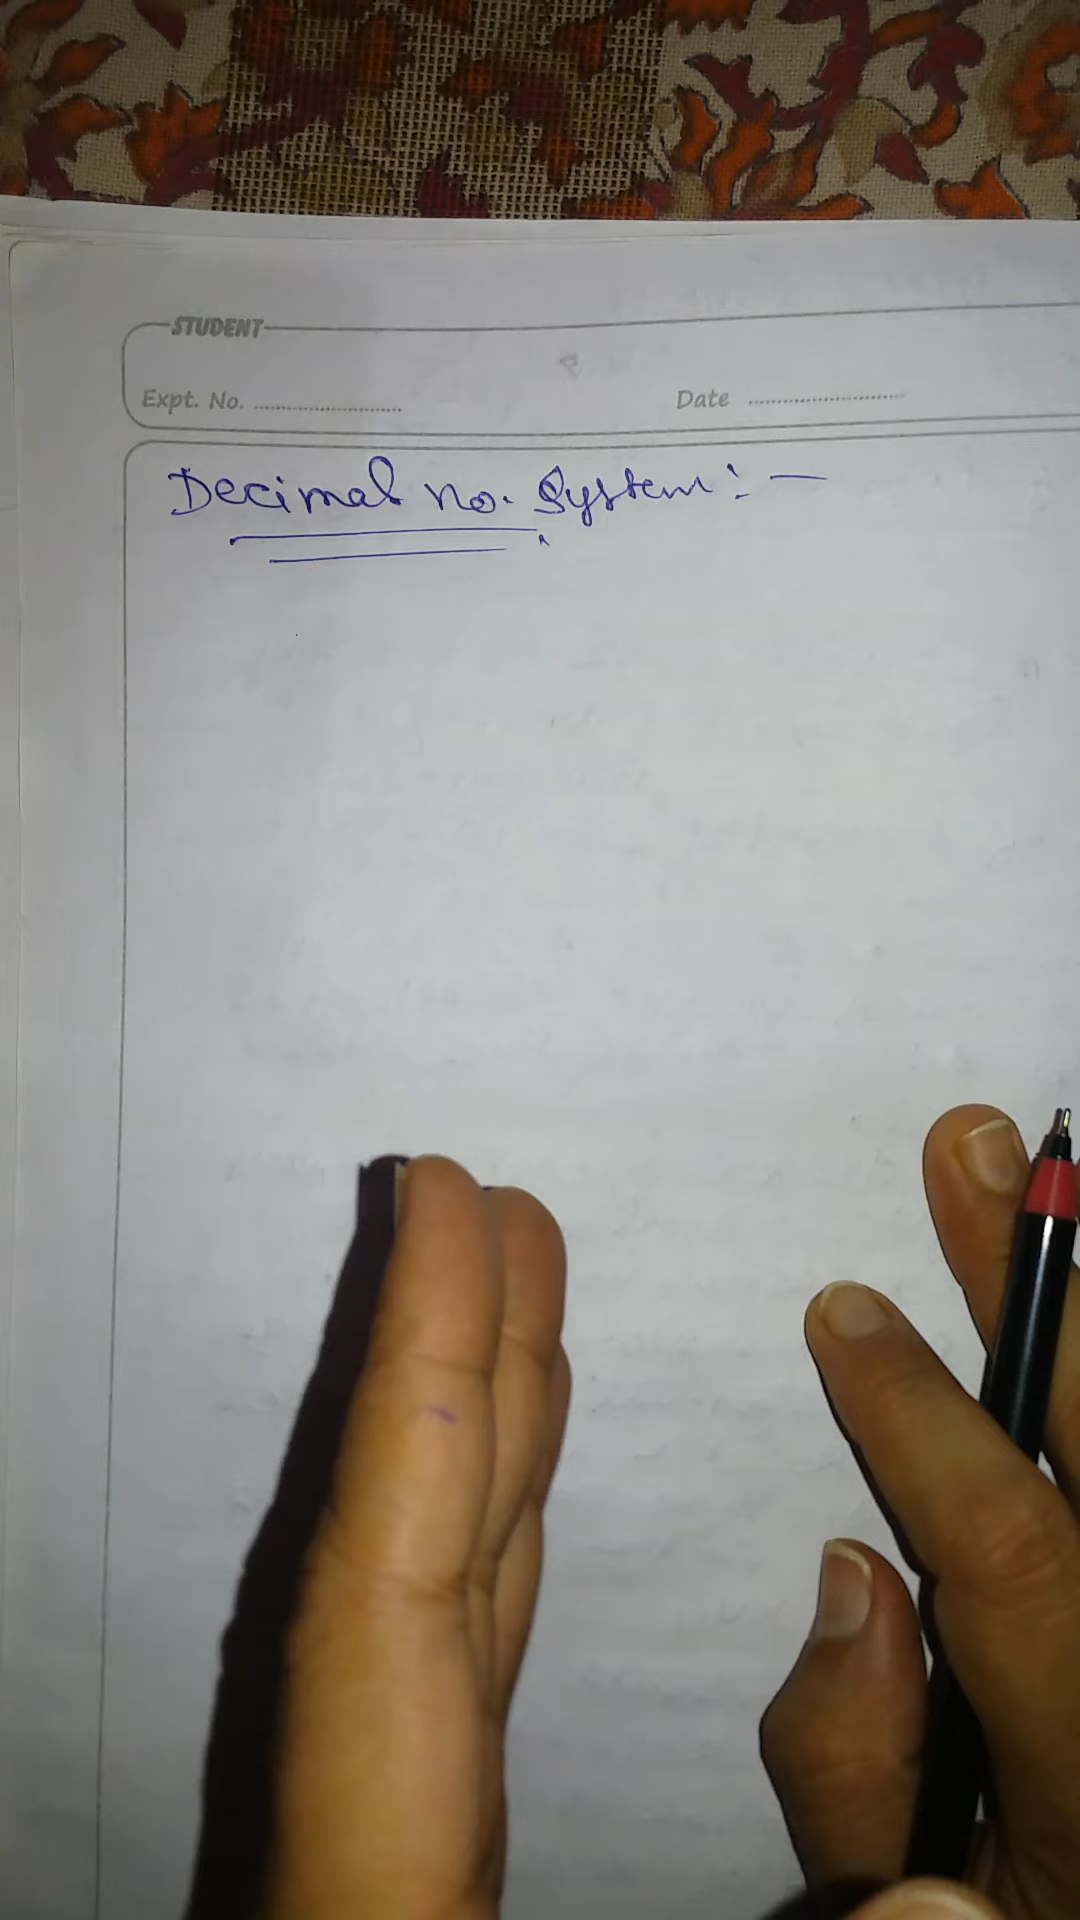 STUDENT
Expt. No. ........................ Date ........................
Decimal no. System : —